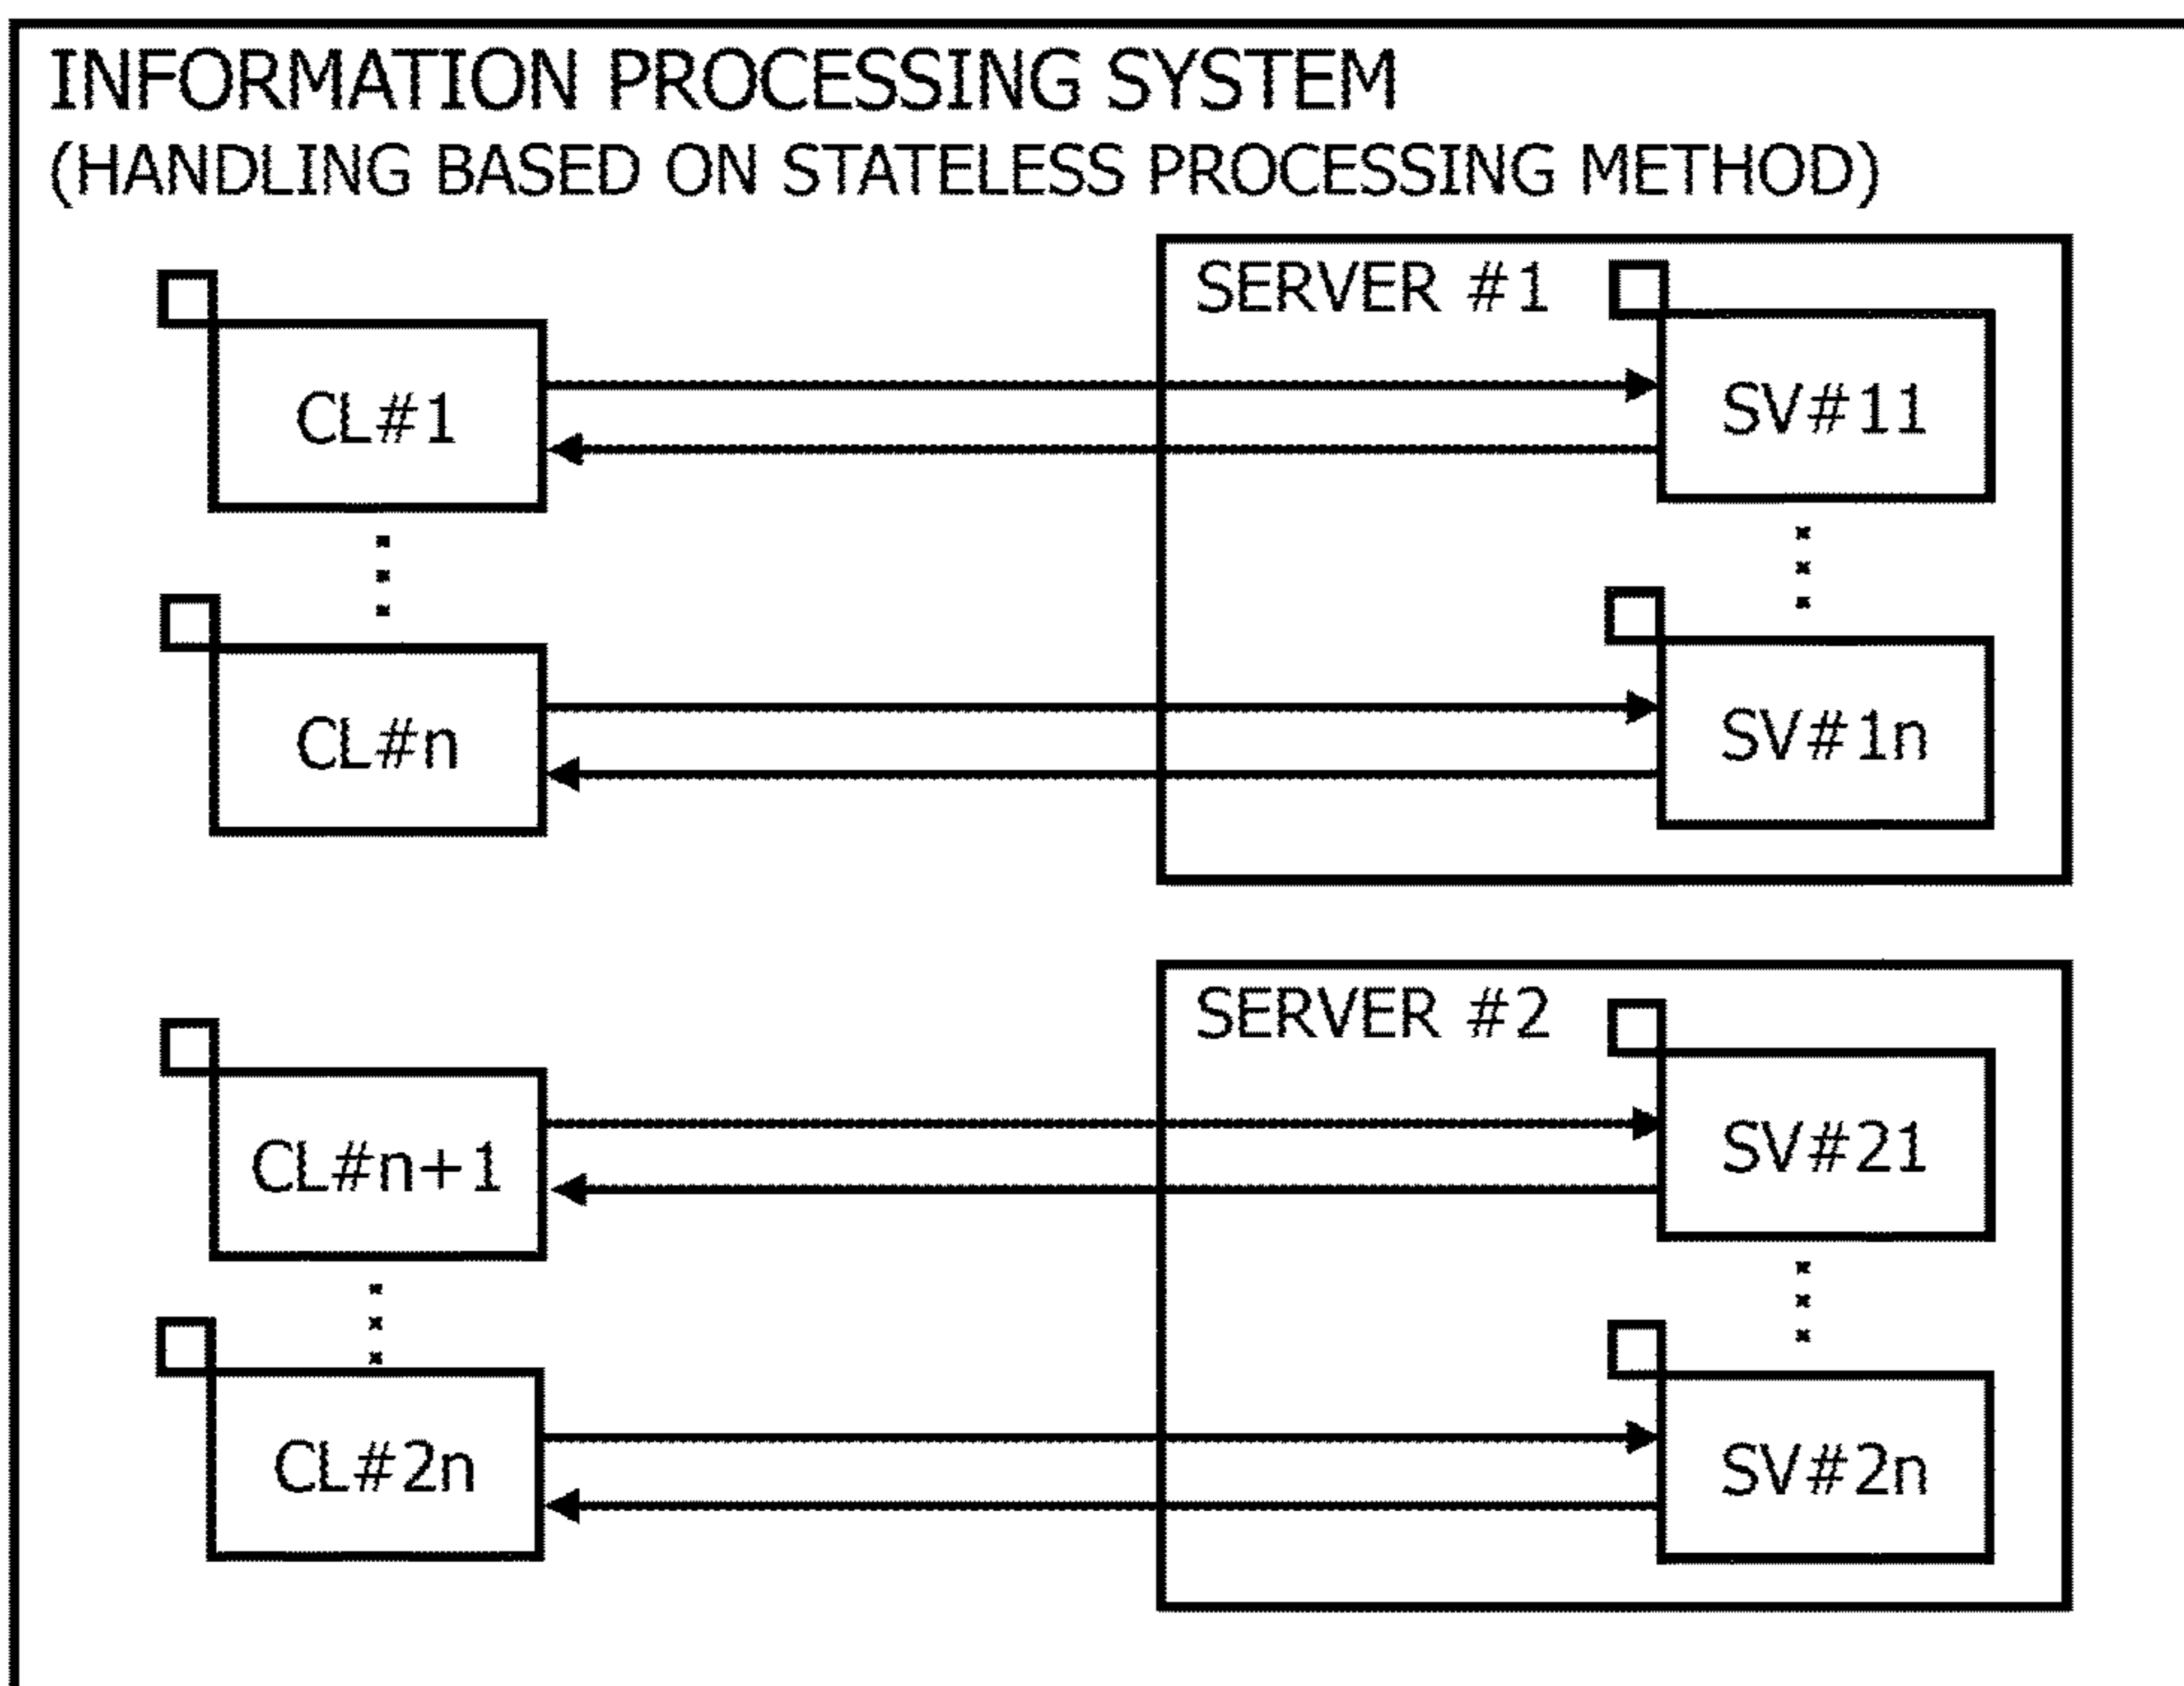 INFORMATION PROCESSING SYSTEM
(HANDLING BASED ON STATELESS PROCESSING METHOD)
SERVER #1
CL#1
SV#11
CL#n
SV#1n
SERVER #2
CL#n+1
SV#21
CL#2n
SV#2n